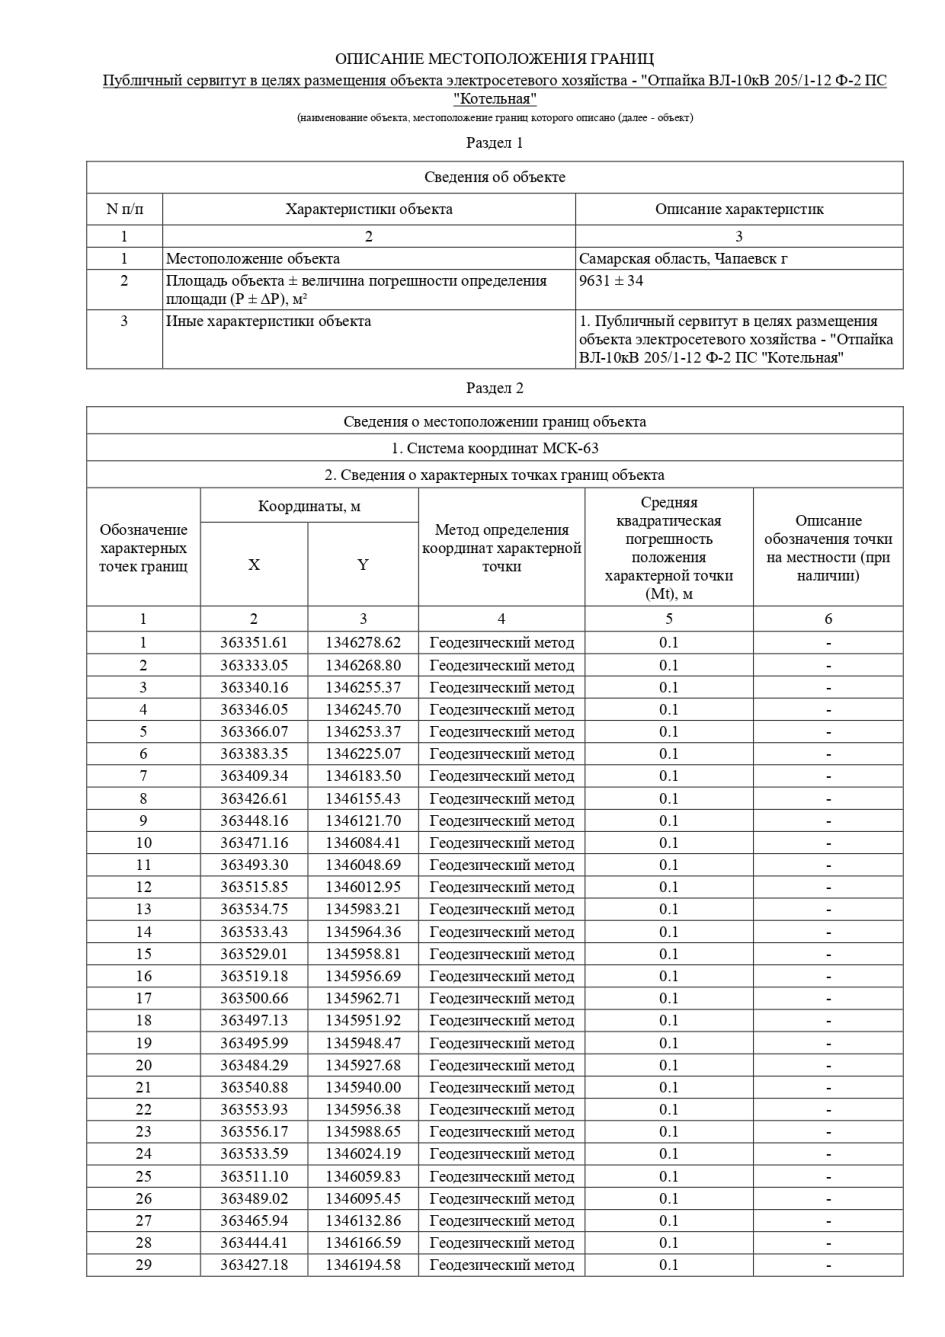 ОПИСАНИЕ МЕСТОПОЛОЖЕНИЯ ГРАНИЦ
Публичный сервитут в целях размещения объекта электросетевого хозяйства - "Отпайка ВЛ-10кВ 205/1-12 Ф-2 ПС
"Котельная"
(наименование объекта, местоположение границ которого описано (далее - объект)
Раздел 1
Сведения об объекте
N п/п Характеристики объекта Описание характеристик
1 2 3
1 Местоположение объекта Самарская область, Чапаевск г
2 Площадь объекта ± величина погрешности определения 9631 ± 34
площади (P ± ΔP), м²
3 Иные характеристики объекта 1. Публичный сервитут в целях размещения
объекта электросетевого хозяйства - "Отпайка
ВЛ-10кВ 205/1-12 Ф-2 ПС "Котельная"
Раздел 2
Сведения о местоположении границ объекта
1. Система координат МСК-63
2. Сведения о характерных точках границ объекта
Обозначение
характерных
точек границ
Координаты, м
X Y
Метод определения
координат характерной
точки
Средняя
квадратическая
погрешность
положения
характерной точки
(Mt), м
Описание
обозначения точки
на местности (при
наличии)
1 2 3 4 5 6
1 363351.61 1346278.62 Геодезический метод 0.1 -
2 363333.05 1346268.80 Геодезический метод 0.1 -
3 363340.16 1346255.37 Геодезический метод 0.1 -
4 363346.05 1346245.70 Геодезический метод 0.1 -
5 363366.07 1346253.37 Геодезический метод 0.1 -
6 363383.35 1346225.07 Геодезический метод 0.1 -
7 363409.34 1346183.50 Геодезический метод 0.1 -
8 363426.61 1346155.43 Геодезический метод 0.1 -
9 363448.16 1346121.70 Геодезический метод 0.1 -
10 363471.16 1346084.41 Геодезический метод 0.1 -
11 363493.30 1346048.69 Геодезический метод 0.1 -
12 363515.85 1346012.95 Геодезический метод 0.1 -
13 363534.75 1345983.21 Геодезический метод 0.1 -
14 363533.43 1345964.36 Геодезический метод 0.1 -
15 363529.01 1345958.81 Геодезический метод 0.1 -
16 363519.18 1345956.69 Геодезический метод 0.1 -
17 363500.66 1345962.71 Геодезический метод 0.1 -
18 363497.13 1345951.92 Геодезический метод 0.1 -
19 363495.99 1345948.47 Геодезический метод 0.1 -
20 363484.29 1345927.68 Геодезический метод 0.1 -
21 363540.88 1345940.00 Геодезический метод 0.1 -
22 363553.93 1345956.38 Геодезический метод 0.1 -
23 363556.17 1345988.65 Геодезический метод 0.1 -
24 363533.59 1346024.19 Геодезический метод 0.1 -
25 363511.10 1346059.83 Геодезический метод 0.1 -
26 363489.02 1346095.45 Геодезический метод 0.1 -
27 363465.94 1346132.86 Геодезический метод 0.1 -
28 363444.41 1346166.59 Геодезический метод 0.1 -
29 363427.18 1346194.58 Геодезический метод 0.1 -